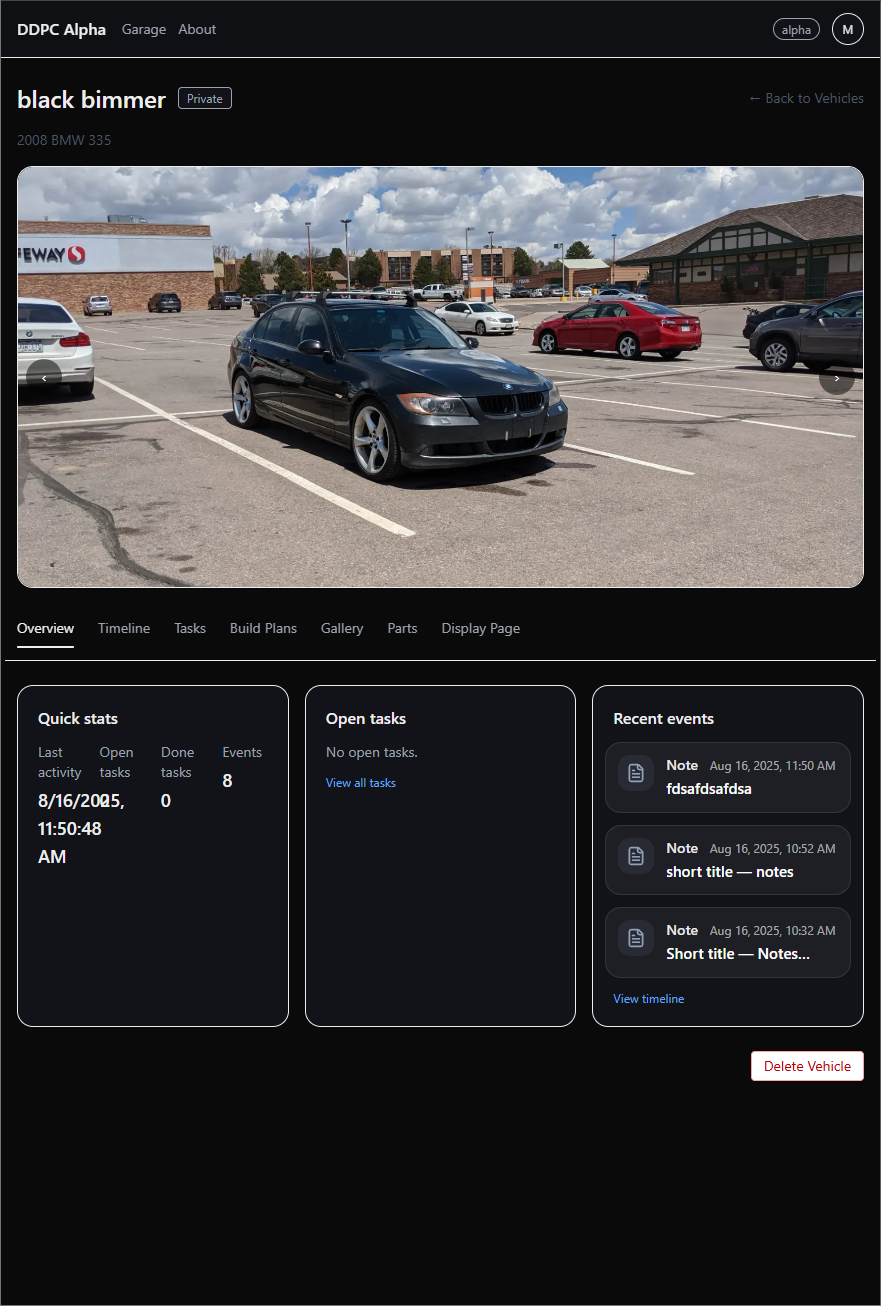 DDPC Alpha Garage About alpha M
black bimmer Private ← Back to Vehicles
2008 BMW 335
EWAY
‹ ›
Overview Timeline Tasks Build Plans Gallery Parts Display Page
Quick stats
Last activity
8/16/2025,
11:50:48
AM
Open tasks
0
Done tasks
0
Events
8
Open tasks
No open tasks.
View all tasks
Recent events
Note Aug 16, 2025, 11:50 AM
fdsafdsafdsa
Note Aug 16, 2025, 10:52 AM
short title — notes
Note Aug 16, 2025, 10:32 AM
Short title — Notes...
View timeline
Delete Vehicle